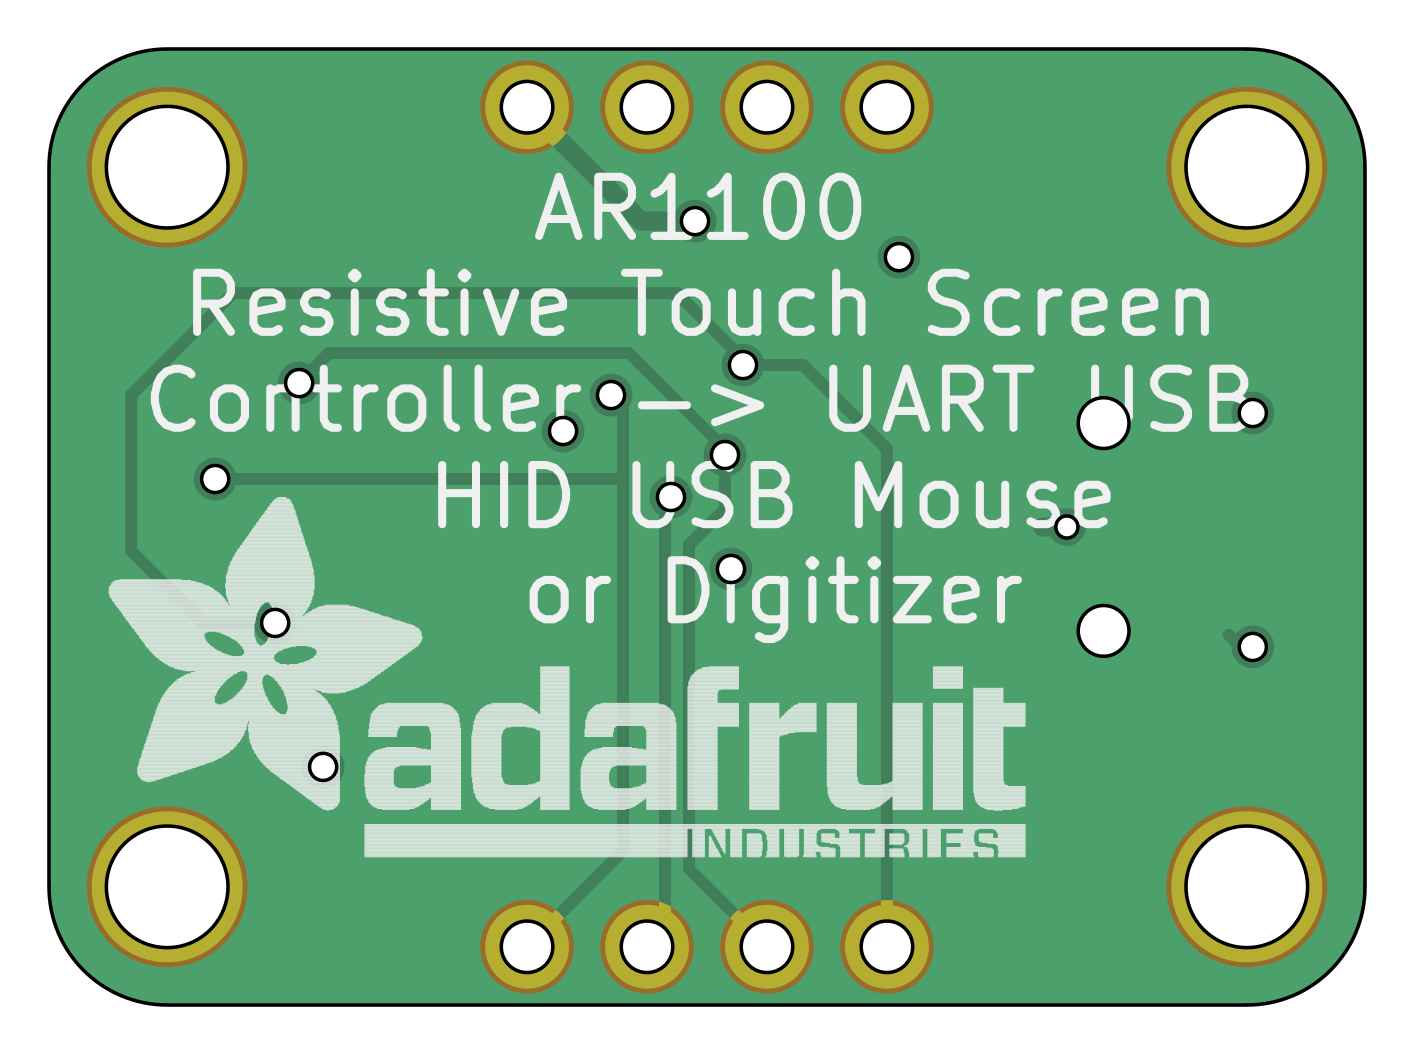 AR1100
Resistive Touch Screen
Controller -> UART USB
HID USB Mouse
or Digitizer
adafruit
INDUSTRIES